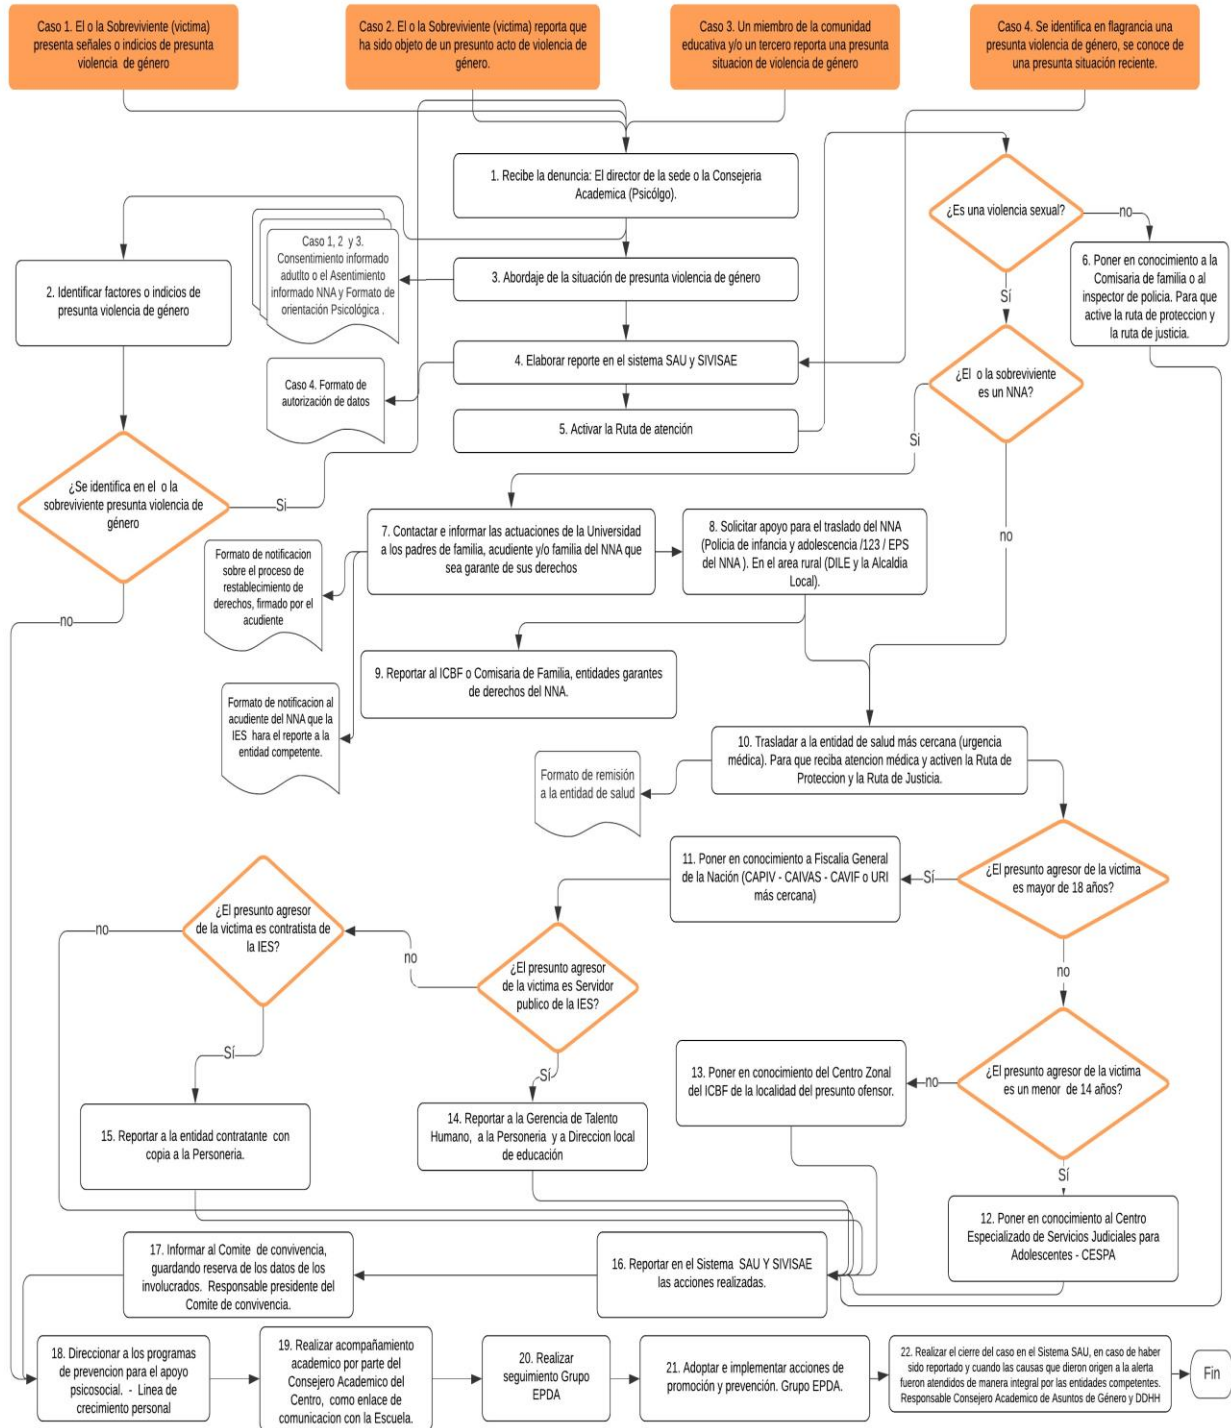 Caso 1. El o la Sobreviviente (victima)
presenta señales o indicios de presunta
violencia de género
Caso 2. El o la Sobreviviente (victima) reporta que
ha sido objeto de un presunto acto de violencia de
género.
Caso 3. Un miembro de la comunidad
educativa y/o un tercero reporta una presunta
situacion de violencia de género
Caso 4. Se identifica en flagrancia una
presunta violencia de género, se conoce de
una presunta situación reciente.
1. Recibe la denuncia: El director de la sede o la Consejeria
Academica (Psicólgo).
¿Es una violencia sexual?
no
Sí
2. Identificar factores o indicios de
presunta violencia de género
Caso 1, 2 y 3.
Consentimiento informado
adutlto o el Asentimiento
informado NNA y Formato de
orientación Psicológica .
3. Abordaje de la situación de presunta violencia de género
6. Poner en conocimiento a la
Comisaria de familia o al
inspector de policia. Para que
active la ruta de proteccion y
la ruta de justicia.
4. Elaborar reporte en el sistema SAU y SIVISAE
Caso 4. Formato de
autorización de datos
5. Activar la Ruta de atención
¿El o la sobreviviente
es un NNA?
Si
no
¿Se identifica en el o la
sobreviviente presunta violencia de
género
Si
no
7. Contactar e informar las actuaciones de la Universidad
a los padres de familia, acudiente y/o familia del NNA que
sea garante de sus derechos
8. Solicitar apoyo para el traslado del NNA
(Policia de infancia y adolescencia /123 / EPS
del NNA ). En el area rural (DILE y la Alcaldia
Local).
Formato de notificacion
sobre el proceso de
restablecimiento de
derechos, firmado por el
acudiente
9. Reportar al ICBF o Comisaria de Familia, entidades garantes
de derechos del NNA.
Formato de notificacion al
acudiente del NNA que la
IES hara el reporte a la
entidad competente.
10. Trasladar a la entidad de salud más cercana (urgencia
médica). Para que reciba atencion médica y activen la Ruta de
Proteccion y la Ruta de Justicia.
Formato de remisión
a la entidad de salud
¿El presunto agresor de la victima
es mayor de 18 años?
Sí
no
11. Poner en conocimiento a Fiscalia General
de la Nación (CAPIV - CAIVAS - CAVIF o URI
más cercana)
¿El presunto agresor
de la victima es Servidor
publico de la IES?
no
Sí
¿El presunto agresor
de la victima es contratista de
la IES?
no
Sí
¿El presunto agresor de la victima
es un menor de 14 años?
no
Sí
13. Poner en conocimiento del Centro Zonal
del ICBF de la localidad del presunto ofensor.
14. Reportar a la Gerencia de Talento
Humano, a la Personeria y a Direccion local
de educación
15. Reportar a la entidad contratante con
copia a la Personeria.
12. Poner en conocimiento al Centro
Especializado de Servicios Judiciales para
Adolescentes - CESPA
16. Reportar en el Sistema SAU Y SIVISAE
las acciones realizadas.
17. Informar al Comite de convivencia,
guardando reserva de los datos de los
involucrados. Responsable presidente del
Comite de convivencia.
18. Direccionar a los programas
de prevencion para el apoyo
psicosocial. - Linea de
crecimiento personal
19. Realizar acompañamiento
academico por parte del
Consejero Academico del
Centro, como enlace de
comunicacion con la Escuela.
20. Realizar
seguimiento Grupo
EPDA
21. Adoptar e implementar acciones de
promoción y prevención. Grupo EPDA.
22. Realizar el cierre del caso en el Sistema SAU, en caso de haber
sido reportado y cuando las causas que dieron origen a la alerta
fueron atendidos de manera integral por las entidades competentes.
Responsable Consejero Academico de Asuntos de Género y DDHH
Fin